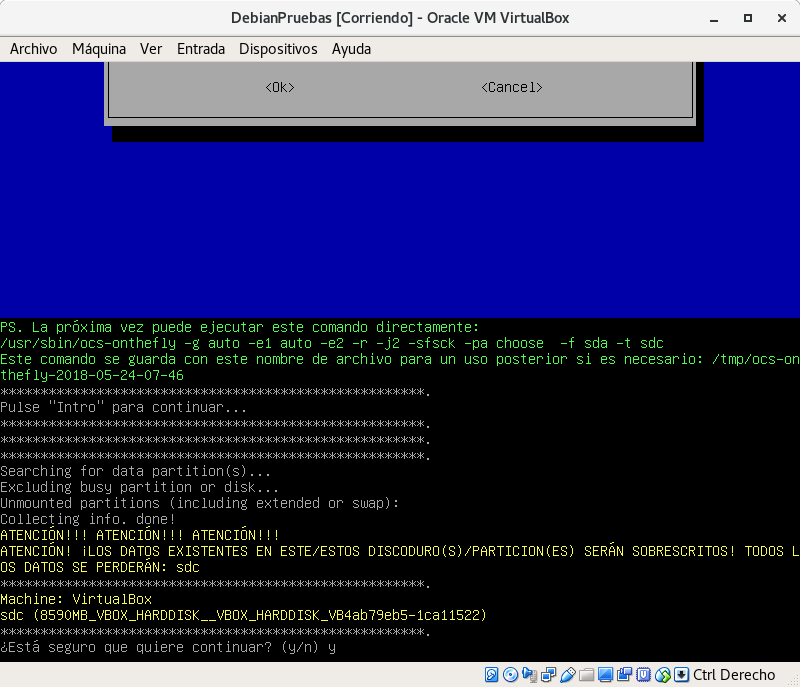 DebianPruebas [Corriendo] - Oracle VM VirtualBox
Archivo Máquina Ver Entrada Dispositivos Ayuda
<Ok> <Cancel>
PS. La próxima vez puede ejecutar este comando directamente:
/usr/sbin/ocs-onthefly -g auto -e1 auto -e2 -r -j2 -sfsck -pa choose  -f sda -t sdc
Este comando se guarda con este nombre de archivo para un uso posterior si es necesario: /tmp/ocs-on
thefly-2018-05-24-07-46
*****************************************************.
Pulse "Intro" para continuar...
*****************************************************.
*****************************************************.
*****************************************************.
Searching for data partition(s)...
Excluding busy partition or disk...
Unmounted partitions (including extended or swap):
Collecting info. done!
ATENCIÓN!!! ATENCIÓN!!! ATENCIÓN!!!
ATENCIÓN! ¡LOS DATOS EXISTENTES EN ESTE/ESTOS DISCODURO(S)/PARTICION(ES) SERÁN SOBRESCRITOS! TODOS L
OS DATOS SE PERDERÁN: sdc
*****************************************************.
Machine: VirtualBox
sdc (8590MB_VBOX_HARDDISK__VBOX_HARDDISK_VB4ab79eb5-1ca11522)
*****************************************************.
¿Está seguro que quiere continuar? (y/n) y
Ctrl Derecho